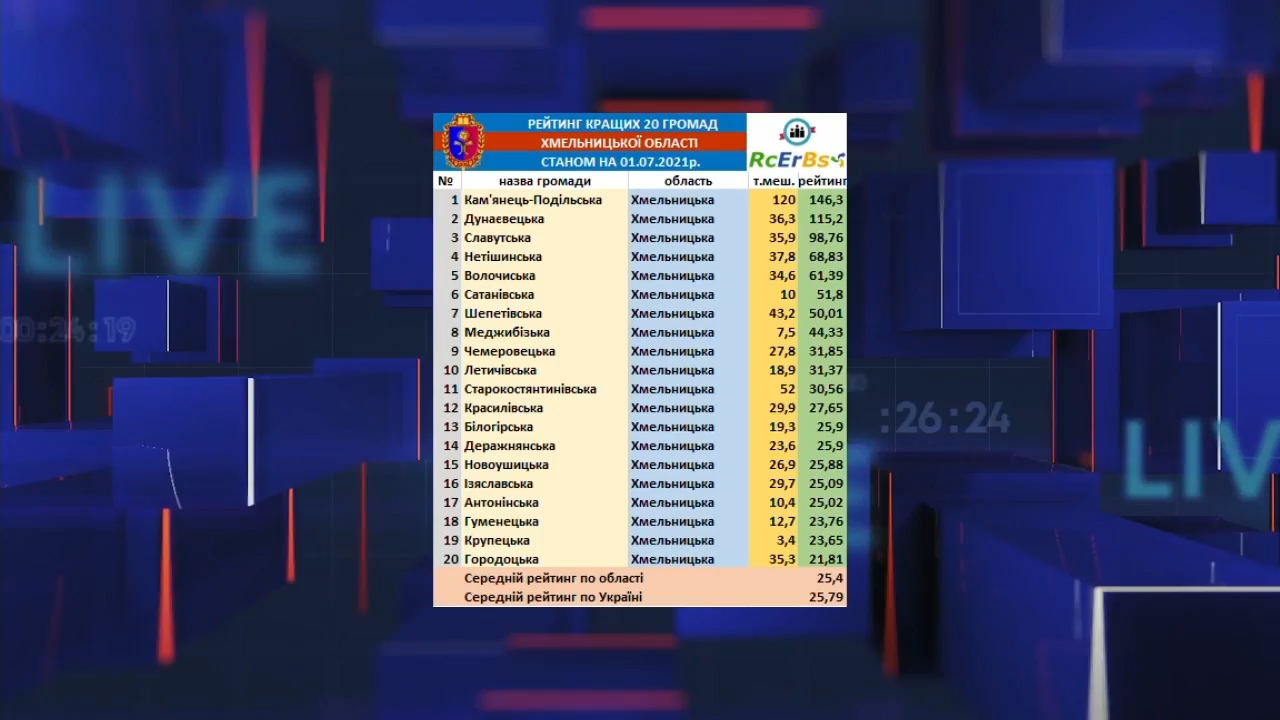 РЕЙТИНГ КРАЩИХ 20 ГРОМАД
ХМЕЛЬНИЦЬКОЇ ОБЛАСТІ
СТАНОМ НА 01.07.2021р.
RcErBs
№ назва громади область т.меш. рейтинг
1 Кам'янець-Подільська Хмельницька 120 146,3
2 Дунаєвецька Хмельницька 36,3 115,2
3 Славутська Хмельницька 35,9 98,76
4 Нетішинська Хмельницька 37,8 68,83
5 Волочиська Хмельницька 34,6 61,39
6 Сатанівська Хмельницька 10 51,8
7 Шепетівська Хмельницька 43,2 50,01
8 Меджибізька Хмельницька 7,5 44,33
9 Чемеровецька Хмельницька 27,8 31,85
10 Летичівська Хмельницька 18,9 31,37
11 Старокостянтинівська Хмельницька 52 30,56
12 Красилівська Хмельницька 29,9 27,65
13 Білогірська Хмельницька 19,3 25,9
14 Деражнянська Хмельницька 23,6 25,9
15 Новоушицька Хмельницька 26,9 25,88
16 Ізяславська Хмельницька 29,7 25,09
17 Антонінська Хмельницька 10,4 25,02
18 Гуменецька Хмельницька 12,7 23,76
19 Крупецька Хмельницька 3,4 23,65
20 Городоцька Хмельницька 35,3 21,81
Середній рейтинг по області 25,4
Середній рейтинг по Україні 25,79
LIVE
00:24:19
:26:24
LIV